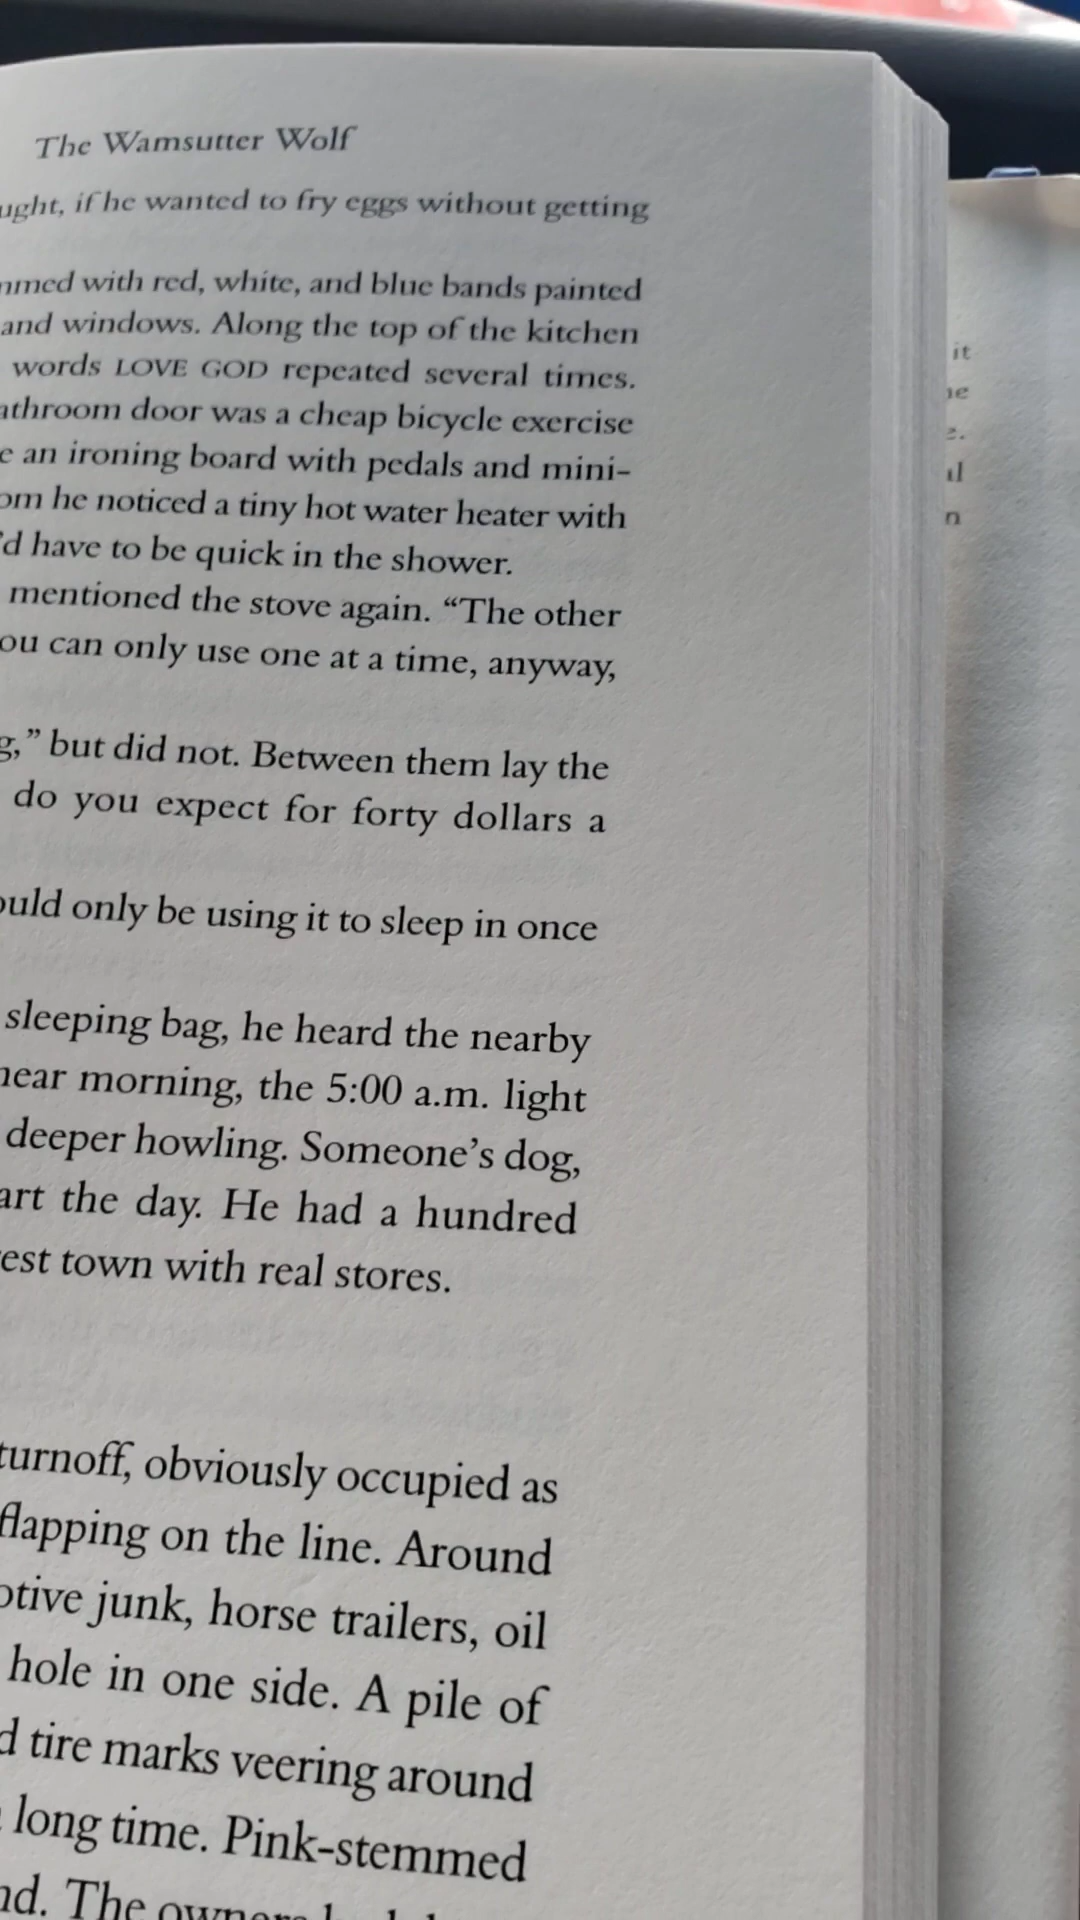 The Wamsutter Wolf
ught, if he wanted to fry eggs without getting
nmed with red, white, and blue bands painted
and windows. Along the top of the kitchen
words LOVE GOD repeated several times.
athroom door was a cheap bicycle exercise
e an ironing board with pedals and mini-
om he noticed a tiny hot water heater with
'd have to be quick in the shower.
mentioned the stove again. “The other
ou can only use one at a time, anyway,
g,” but did not. Between them lay the
do you expect for forty dollars a
ould only be using it to sleep in once
sleeping bag, he heard the nearby
near morning, the 5:00 a.m. light
deeper howling. Someone's dog,
art the day. He had a hundred
est town with real stores.
turnoff, obviously occupied as
flapping on the line. Around
otive junk, horse trailers, oil
hole in one side. A pile of
d tire marks veering around
long time. Pink-stemmed
nd. The owners had
it
ne
e.
al
n